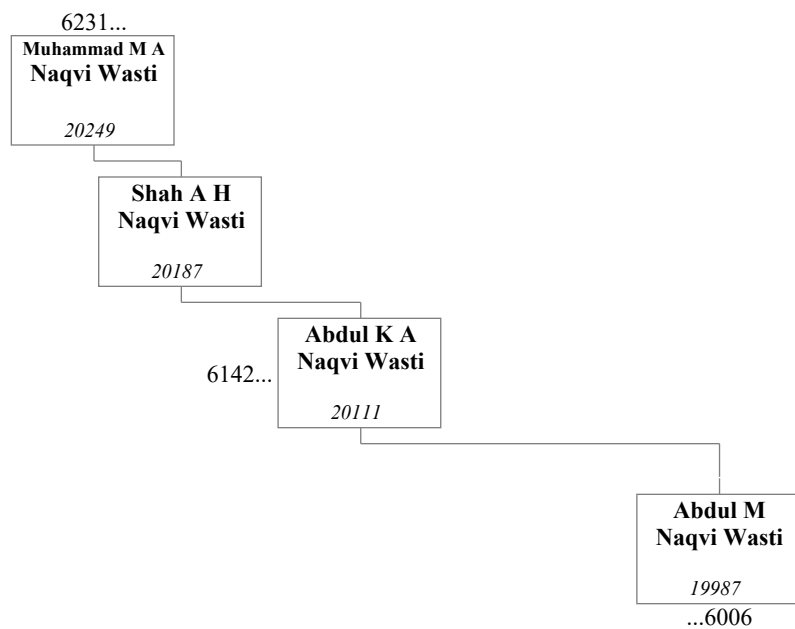 6231...
Muhammad M A
Naqvi Wasti
20249
Shah A H
Naqvi Wasti
20187
Abdul K A
Naqvi Wasti
6142...
20111
Abdul M
Naqvi Wasti
19987
...6006